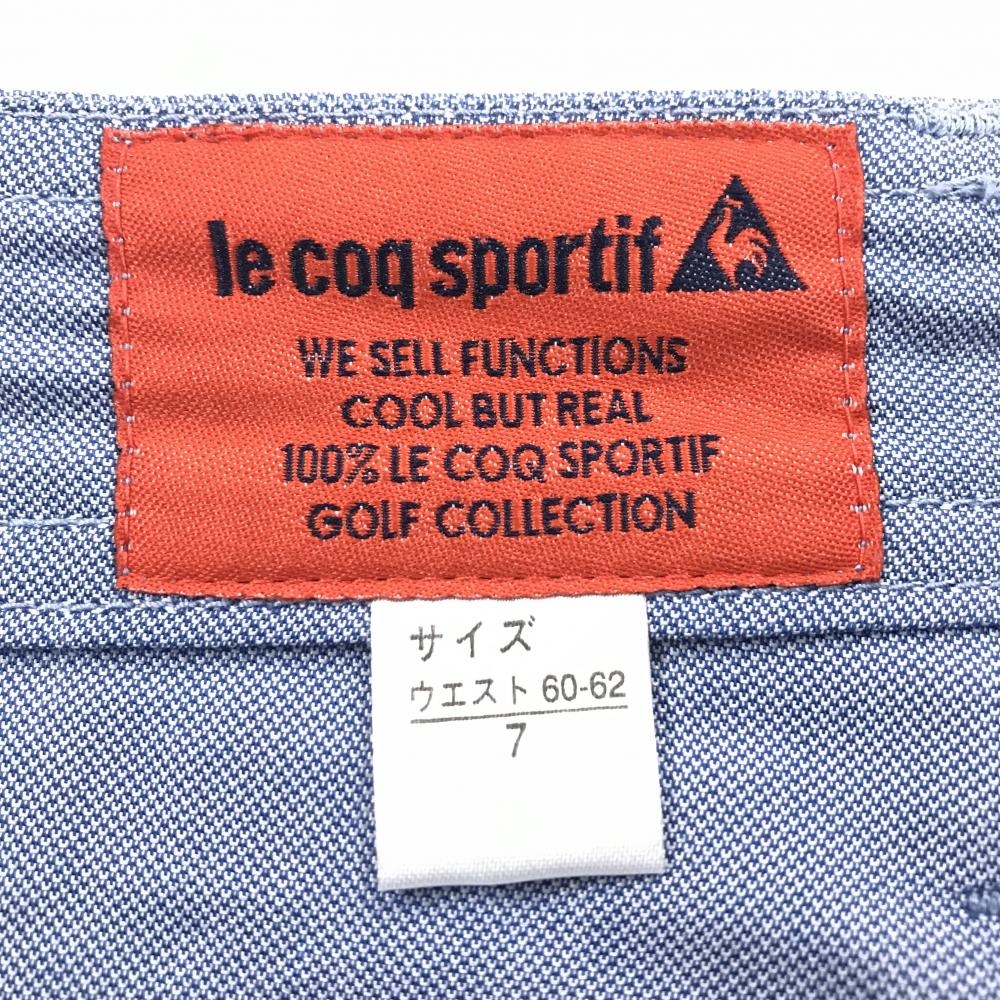 le coq sportif
WE SELL FUNCTIONS
COOL BUT REAL
100% LE COQ SPORTIF
GOLF COLLECTION
サイズ
ウエスト 60-62
7